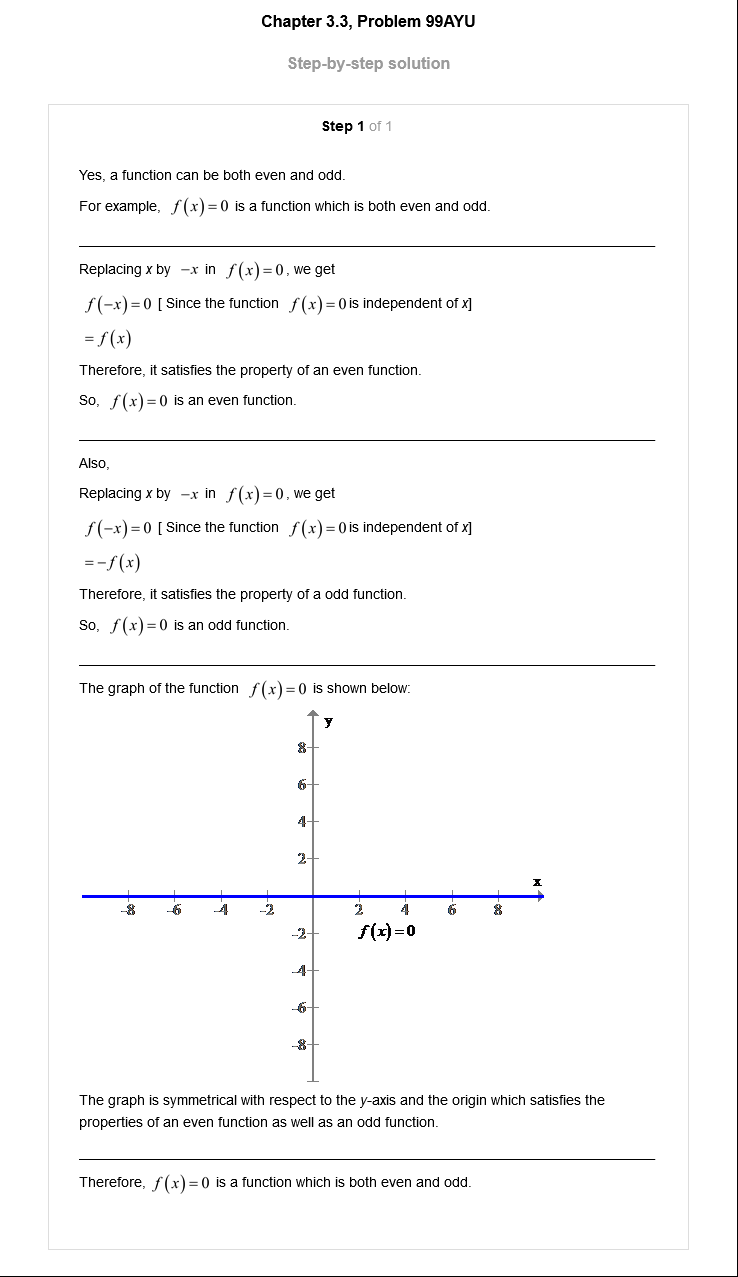 Chapter 3.3, Problem 99AYU
Step-by-step solution
Step 1 of 1
Yes, a function can be both even and odd.
For example, f(x)=0 is a function which is both even and odd.
Replacing x by −x in f(x)=0, we get
f(−x)=0 [ Since the function f(x)=0 is independent of x]
=f(x)
Therefore, it satisfies the property of an even function.
So, f(x)=0 is an even function.
Also,
Replacing x by −x in f(x)=0, we get
f(−x)=0 [ Since the function f(x)=0 is independent of x]
=−f(x)
Therefore, it satisfies the property of a odd function.
So, f(x)=0 is an odd function.
The graph of the function f(x)=0 is shown below:
y
8
6
4
2
x
-8 -6 -4 -2 2 4 6 8
-2 f(x)=0
-4
-6
-8
The graph is symmetrical with respect to the y-axis and the origin which satisfies the
properties of an even function as well as an odd function.
Therefore, f(x)=0 is a function which is both even and odd.